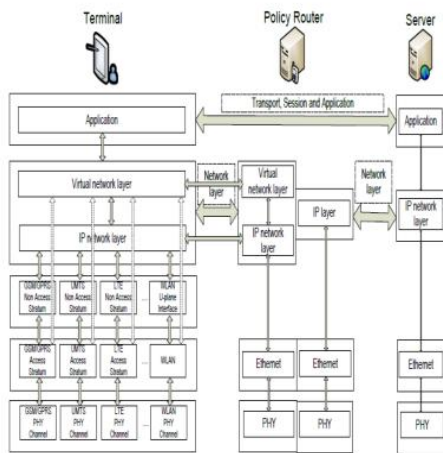 Terminal
Policy Router
Server
Transport, Session and Application
Application
Application
Virtual network layer
Network
layer
Virtual
network layer
Network
layer
IP network layer
IP network
layer
IP layer
IP network
layer
GSM/GPRS
Non Access
Stratum
UMTS
Non Access
Stratum
LTE
Non Access
Stratum
...
WLAN
U-plane
Interface
GSM/GPRS
Access
Stratum
UMTS
Access
Stratum
LTE
Access
Stratum
...
WLAN
Ethernet
Ethernet
Ethernet
GSM/GPRS
PHY
Channel
UMTS
PHY
Channel
LTE
PHY
Channel
...
WLAN
PHY
Channel
PHY
PHY
PHY